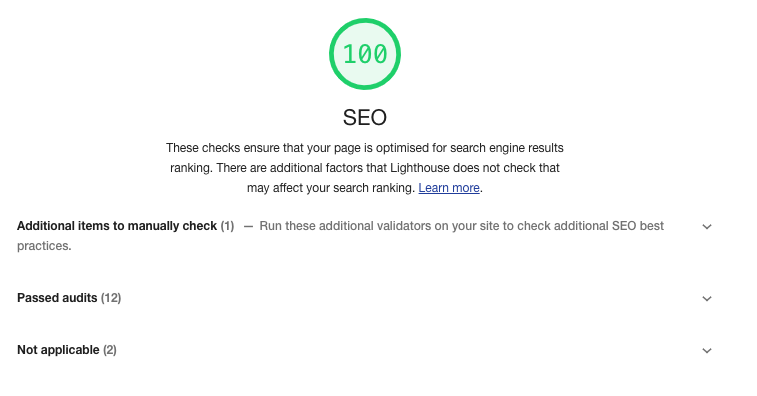 100
SEO
These checks ensure that your page is optimised for search engine results
ranking. There are additional factors that Lighthouse does not check that
may affect your search ranking. Learn more.
Additional items to manually check (1) — Run these additional validators on your site to check additional SEO best
practices.
Passed audits (12)
Not applicable (2)